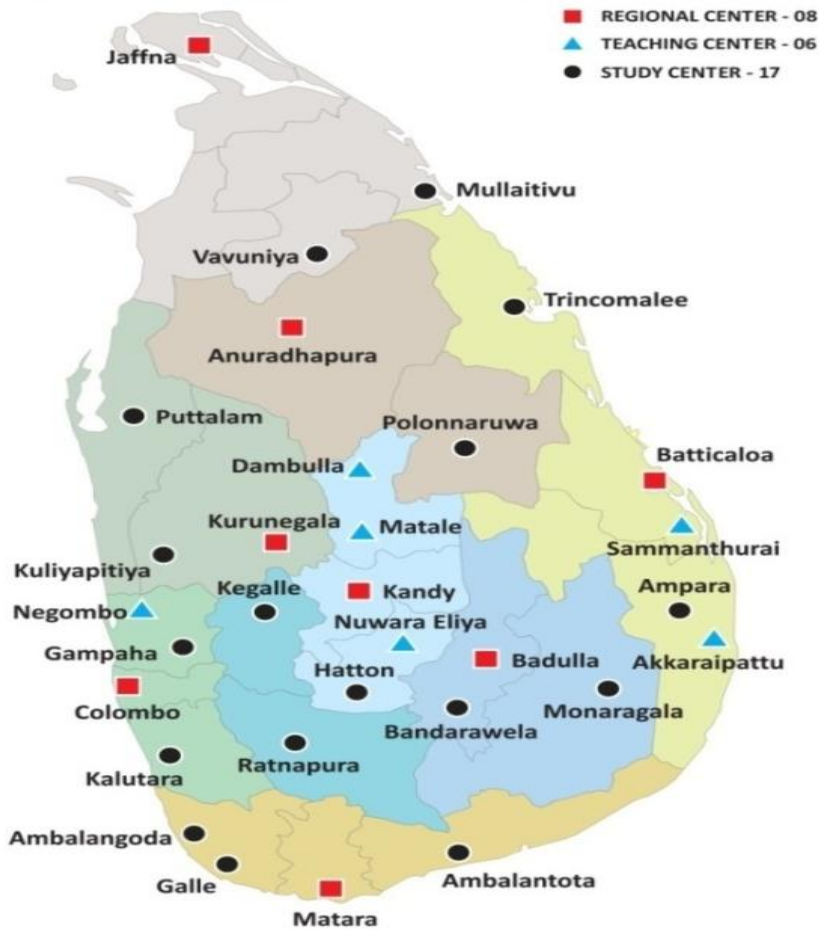 REGIONAL CENTER - 08
TEACHING CENTER - 06
STUDY CENTER - 17
Jaffna
Mullaitivu
Vavuniya
Trincomalee
Anuradhapura
Puttalam
Polonnaruwa
Dambulla
Batticaloa
Kurunegala
Matale
Sammanthurai
Kuliyapitiya
Kegalle
Kandy
Ampara
Negombo
Nuwara Eliya
Gampaha
Badulla
Akkaraipattu
Hatton
Colombo
Monaragala
Bandarawela
Kalutara
Ratnapura
Ambalangoda
Galle
Ambalantota
Matara